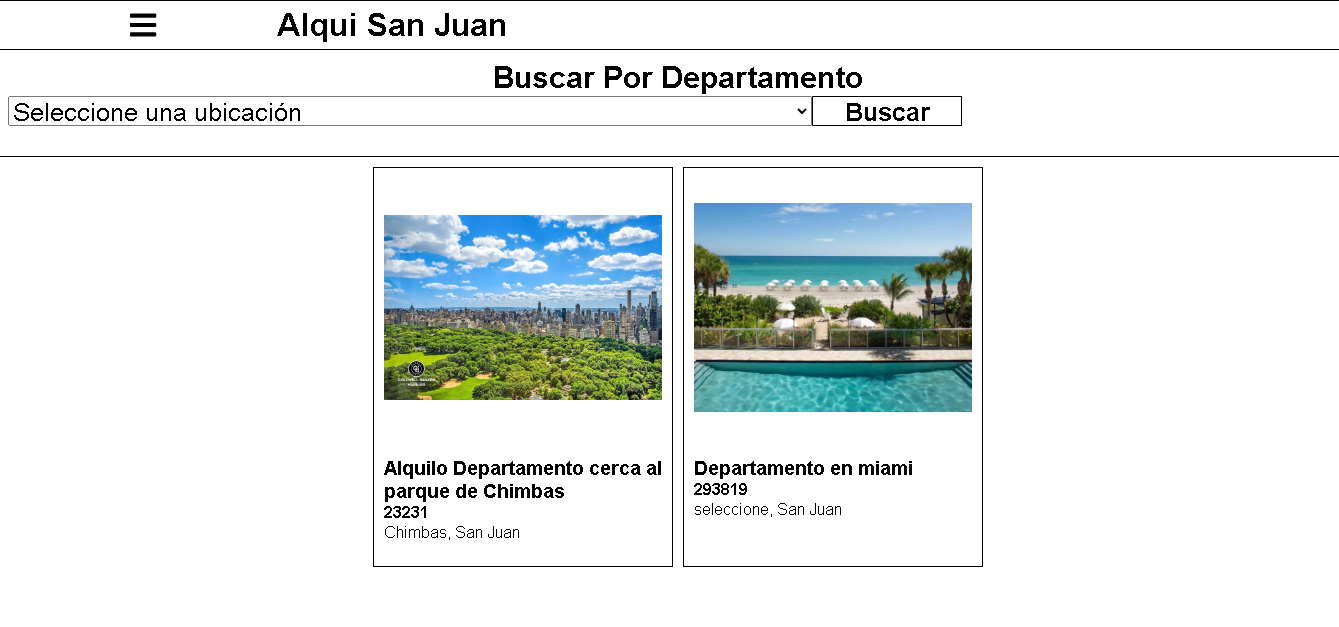 Alqui San Juan
Buscar Por Departamento
Seleccione una ubicación
Buscar
Alquilo Departamento cerca al
parque de Chimbas
23231
Chimbas, San Juan
Departamento en miami
293819
seleccione, San Juan